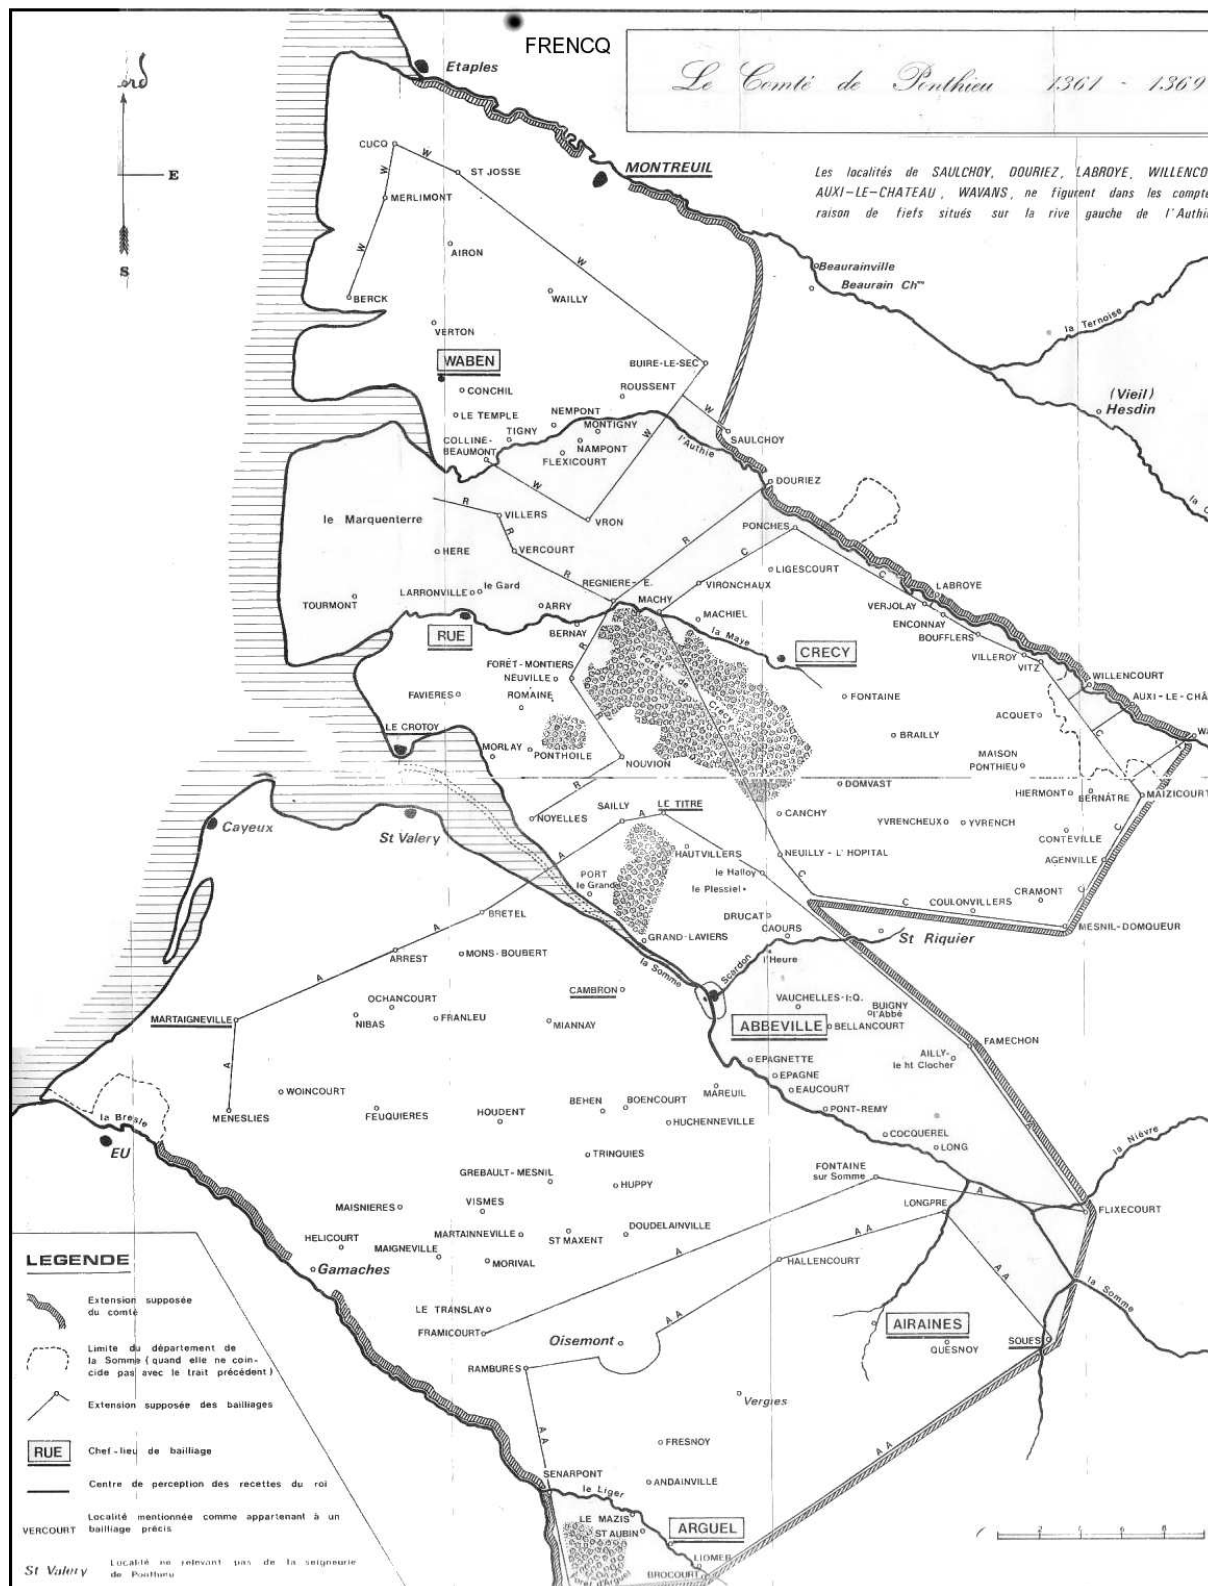 FRENCQ
Le Comté de Ponthieu 1361 - 1369
Etaples
E
S
Les localités de SAULCHOY, DOURIEZ, LABROYE, WILLENCO
AUXI-LE-CHATEAU, WAVANS, ne figurent dans les compte
raison de fiefs situés sur la rive gauche de l'Authie
CUCQ
W
ST JOSSE
MONTREUIL
W
MERLIMONT
W
W
AIRON
Beaurainville
Beaurain Ch
BERCK
WAILLY
la Ternoise
VERTON
WABEN
BUIRE-LE-SEC
ROUSSENT
(Vieil)
Hesdin
CONCHIL
LE TEMPLE
NEMPONT
MONTIGNY
W
W
TIGNY
SAULCHOY
COLLINE-
BEAUMONT
NAMPONT
FLEXICOURT
l'Authie
W
DOURIEZ
R
le Marquenterre
VILLERS
R
VRON
R
PONCHES
HERE
VERCOURT
C
LIGESCOURT
R
REGNIERE-E.
VIRONCHAUX
C
LABROYE
TOURMONT
LARRONVILLE
le Gard
ARRY
MACHY
MACHIEL
VERJOLAY
ENCONNAY
BOUFFLERS
RUE
BERNAY
la Maye
CRECY
R
FORÊT-MONTIERS
NEUVILLE
Forêt
de
Crecy
VILLEROY
VITZ
WILLENCOURT
FAVIERES
ROMAINE
FONTAINE
AUXI-LE-CHÂ
ACQUET
LE CROTOY
R
BRAILLY
C
WA
MORLAY
PONTHOILE
NOUVION
MAISON
PONTHIEU
R
DOMVAST
HIERMONT
BERNÂTRE
MAIZICOURT
Cayeux
St Valery
NOYELLES
SAILLY
A
LE TITRE
CANCHY
YVRENCHEUX
YVRENCH
CONTEVILLE
C
HAUTVILLERS
NEUILLY-L'HOPITAL
AGENVILLE
A
PORT
le Grand
le Halloy
le Plessiel
C
CRAMONT
C
C
COULONVILLERS
BRETEL
DRUCAT
CAOURS
MESNIL-DOMQUEUR
A
GRAND-LAVIERS
St Riquier
ARREST
MONS-BOUBERT
la Somme
Scardon
l'Heure
A
CAMBRON
OCHANCOURT
VAUCHELLES-l:Q.
BUIGNY
l'Abbé
MARTAIGNEVILLE
NIBAS
FRANLEU
MIANNAY
ABBEVILLE
BELLANCOURT
FAMECHON
A
EPAGNETTE
AILLY-
le ht Clocher
EPAGNE
WOINCOURT
MAREUIL
EAUCOURT
MENESLIES
FEUQUIERES
HOUDENT
BEHEN
BOENCOURT
PONT-REMY
la Bresle
HUCHENNEVILLE
COCQUEREL
la Nièvre
EU
LONG
TRINQUIES
GREBAULT-MESNIL
HUPPY
FONTAINE
sur Somme
A
MAISNIERES
VISMES
LONGPRE
FLIXECOURT
HELICOURT
MARTAINNEVILLE
ST MAXENT
DOUDELAINVILLE
A A
MAIGNEVILLE
MORIVAL
A
HALLENCOURT
A A
Gamaches
la Somme
LE TRANSLAY
A A
AIRAINES
FRAMICOURT
Oisemont
QUESNOY
SOUES
RAMBURES
Vergies
A A
FRESNOY
A A
SENARPONT
ANDAINVILLE
le Liger
LE MAZIS
ST AUBIN
ARGUEL
LIOMER
BROCOURT
Forêt d'Arguel
2 6 8
LEGENDE
Extension supposée
du comté
Limite du département de
la Somme (quand elle ne coin-
cide pas avec le trait précédent)
Extension supposée des bailliages
RUE
Chef-lieu de bailliage
Centre de perception des recettes du roi
VERCOURT
Localité mentionnée comme appartenant à un
bailliage précis
St Valery
Localité ne relevant pas de la seigneurie
de Ponthieu